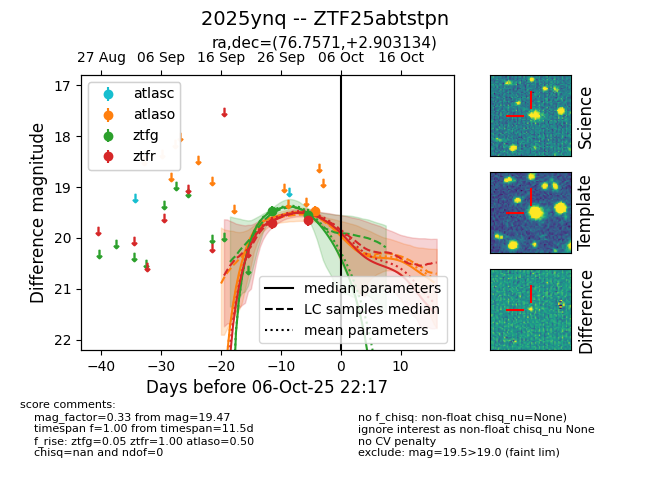 2025ynq -- ZTF25abtstpn
ra,dec=(76.7571,+2.903134)
27 Aug 06 Sep 16 Sep 26 Sep 06 Oct 16 Oct
17
18
19
20
21
22
Difference magnitude
atlasc
atlaso
ztfg
ztfr
median parameters
LC samples median
mean parameters
−40 −30 −20 −10 0 10
Days before 06-Oct-25 22:17
Science
Template
Difference
score comments:
mag_factor=0.33 from mag=19.47
timespan f=1.00 from timespan=11.5d
f_rise: ztfg=0.05 ztfr=1.00 atlaso=0.50
chisq=nan and ndof=0
no f_chisq: non-float chisq_nu=None)
ignore interest as non-float chisq_nu None
no CV penalty
exclude: mag=19.5>19.0 (faint lim)